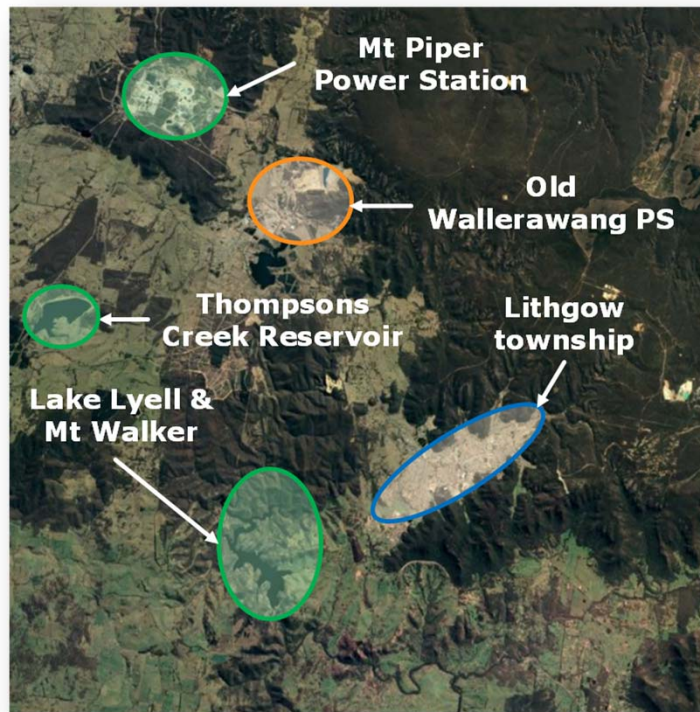 Mt Piper
Power Station
Old
Wallerawang PS
Thompsons
Creek Reservoir
Lithgow
township
Lake Lyell &
Mt Walker